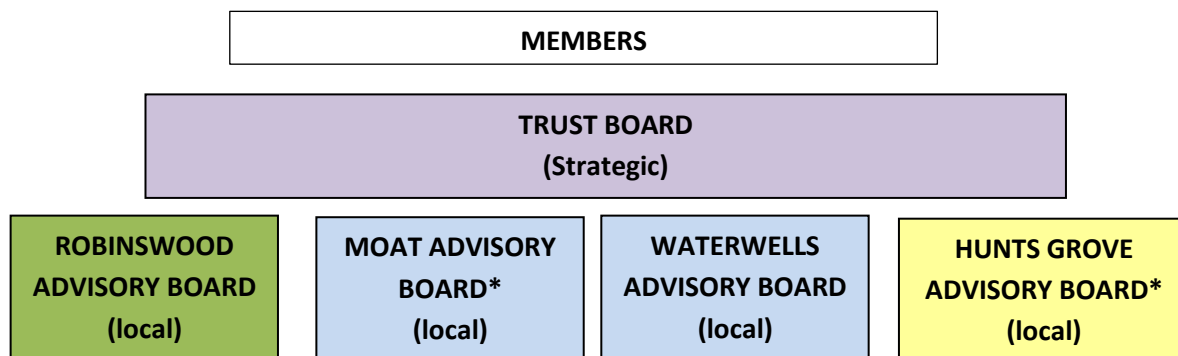 MEMBERS
TRUST BOARD
(Strategic)
ROBINSWOOD
ADVISORY BOARD
(local)
MOAT ADVISORY
BOARD*
(local)
WATERWELLS
ADVISORY BOARD
(local)
HUNTS GROVE
ADVISORY BOARD*
(local)